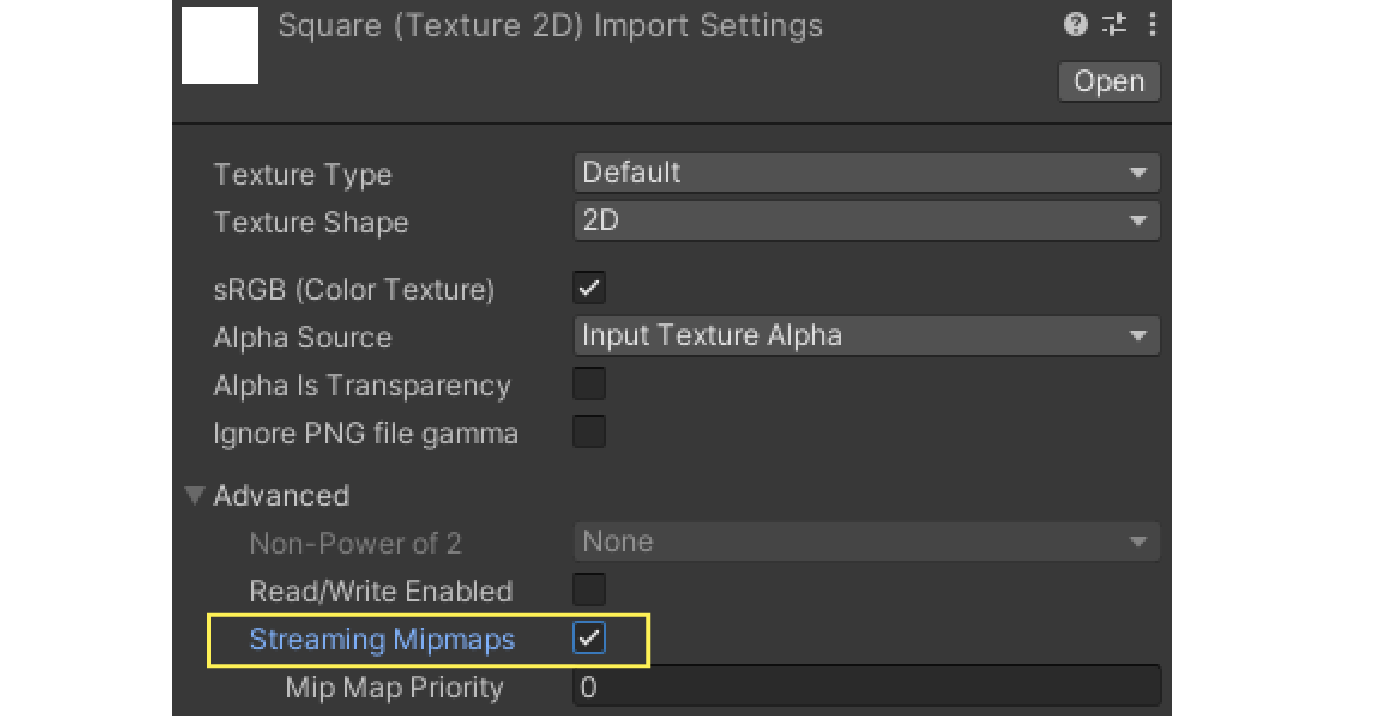 Square (Texture 2D) Import Settings
Open
Texture Type Default
Texture Shape 2D
sRGB (Color Texture)
Alpha Source Input Texture Alpha
Alpha Is Transparency
Ignore PNG file gamma
Advanced
Non-Power of 2 None
Read/Write Enabled
Streaming Mipmaps
Mip Map Priority 0